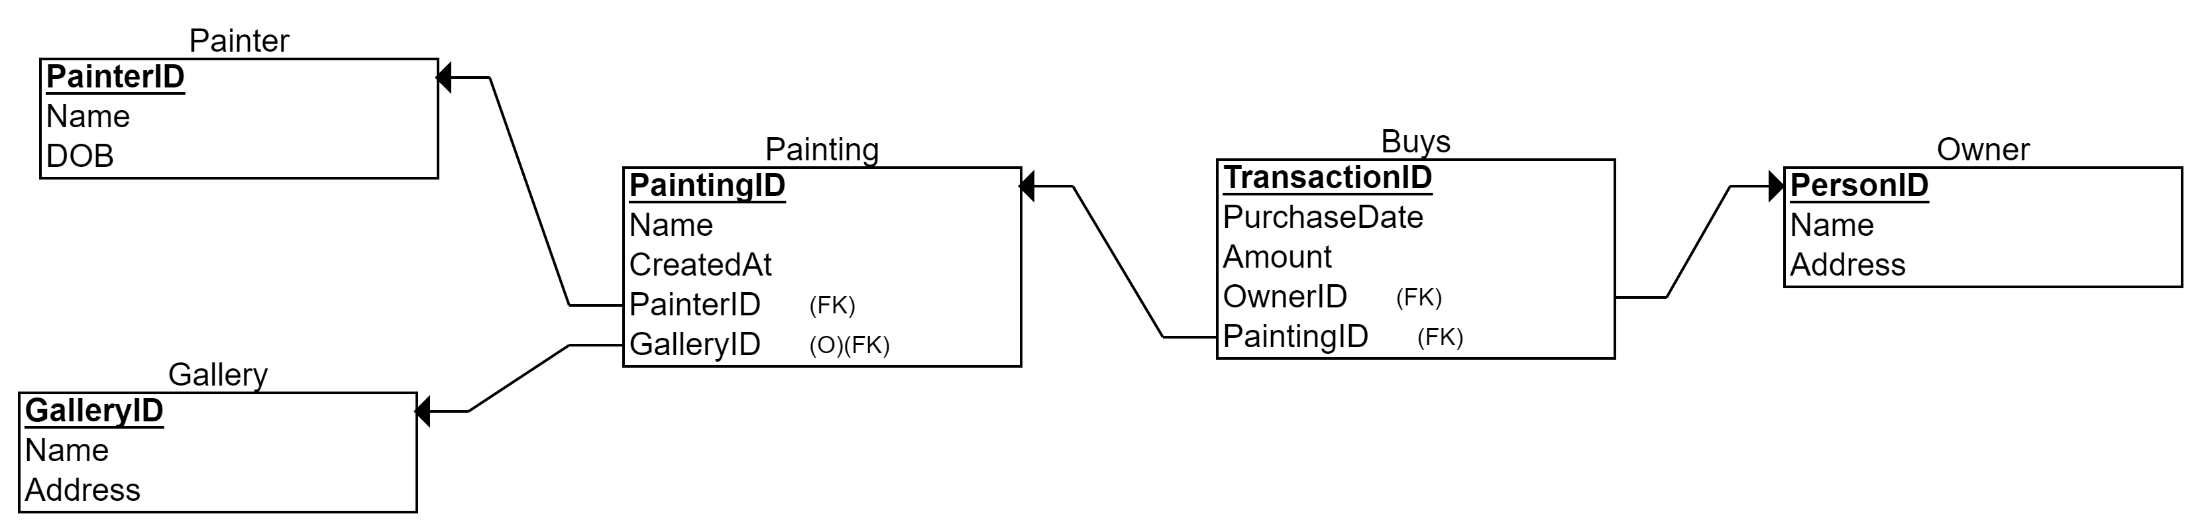 Painter
PainterID
Name
DOB
Gallery
GalleryID
Name
Address
Painting
PaintingID
Name
CreatedAt
PainterID (FK)
GalleryID (O)(FK)
Buys
TransactionID
PurchaseDate
Amount
OwnerID (FK)
PaintingID (FK)
Owner
PersonID
Name
Address